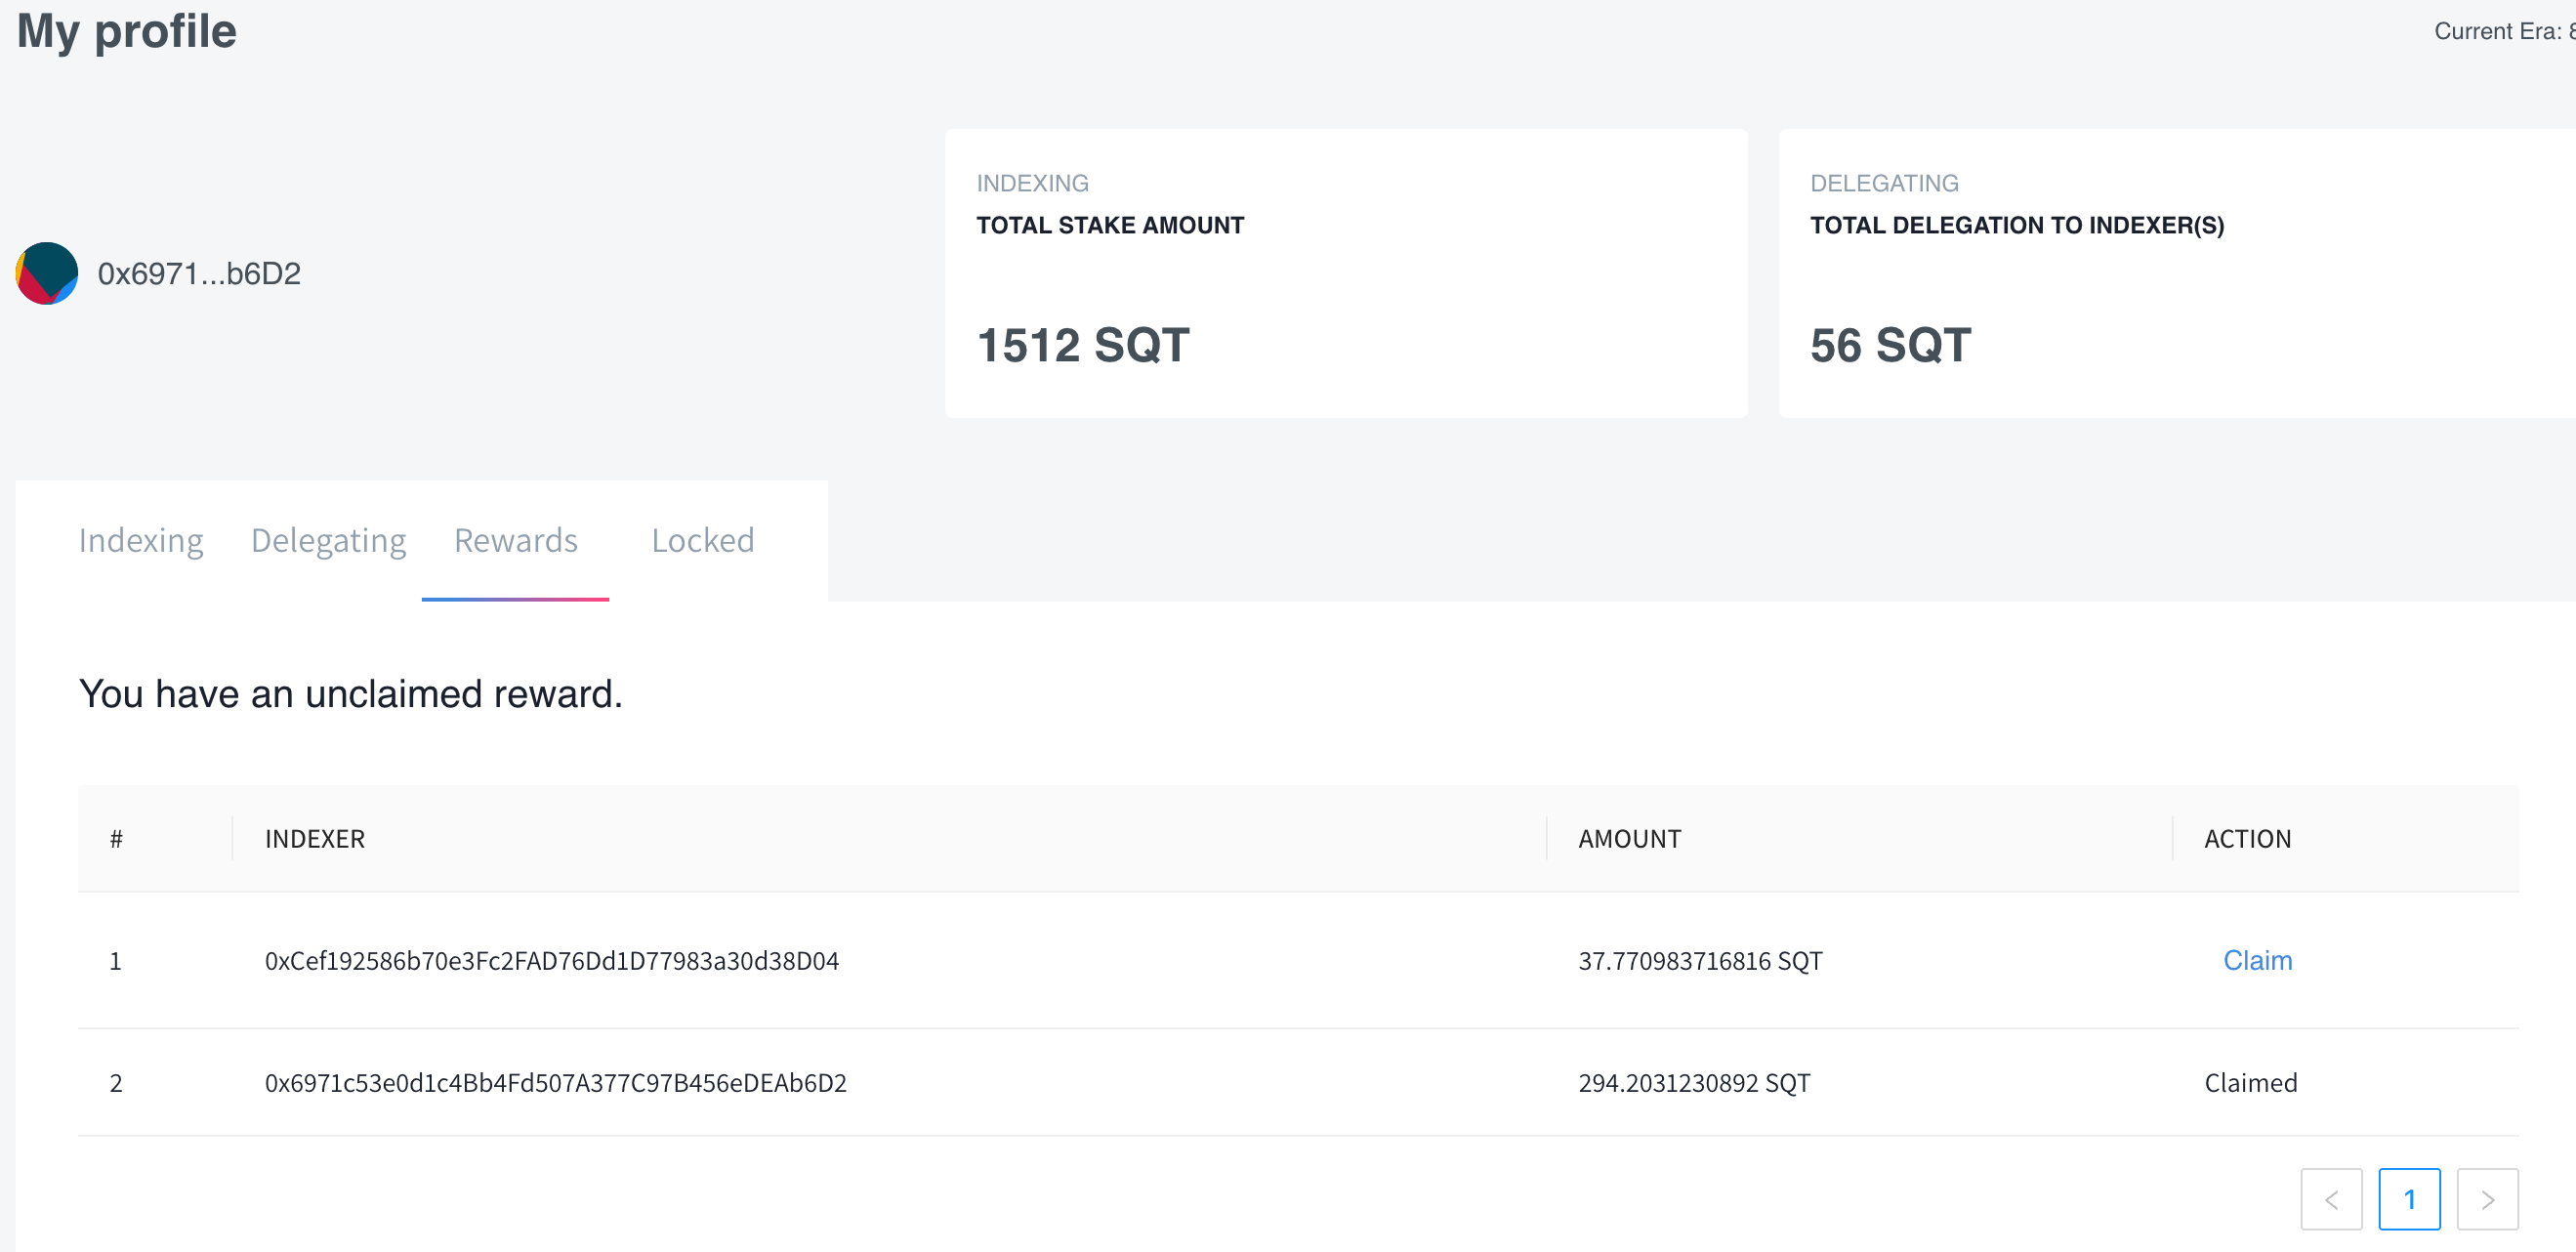 My profile
Current Era:
0x6971...b6D2
INDEXING
TOTAL STAKE AMOUNT
1512 SQT
DELEGATING
TOTAL DELEGATION TO INDEXER(S)
56 SQT
Indexing Delegating Rewards Locked
You have an unclaimed reward.
# INDEXER AMOUNT ACTION
1 0xCef192586b70e3Fc2FAD76Dd1D77983a30d38D04 37.770983716816 SQT Claim
2 0x6971c53e0d1c4Bb4Fd507A377C97B456eDEAb6D2 294.2031230892 SQT Claimed
< 1 >